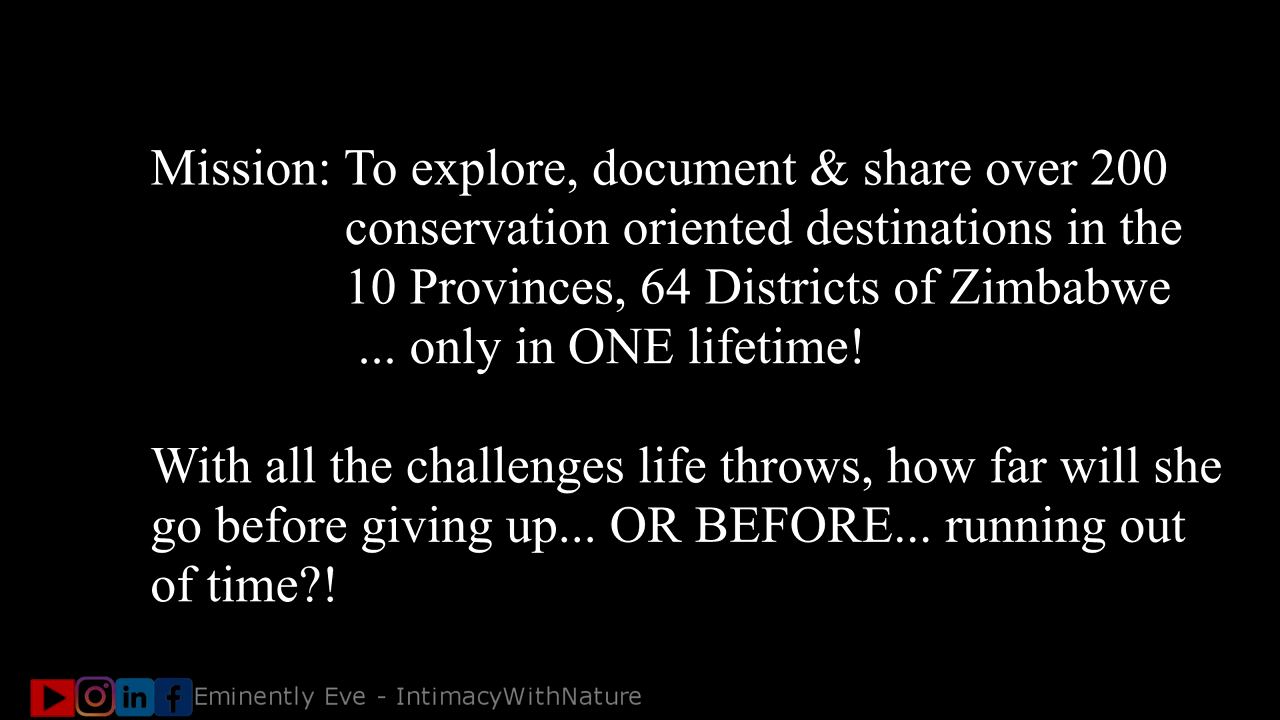 Mission: To explore, document & share over 200
conservation oriented destinations in the
10 Provinces, 64 Districts of Zimbabwe
... only in ONE lifetime!
With all the challenges life throws, how far will she
go before giving up... OR BEFORE... running out
of time?!
Eminently Eve - IntimacyWithNature